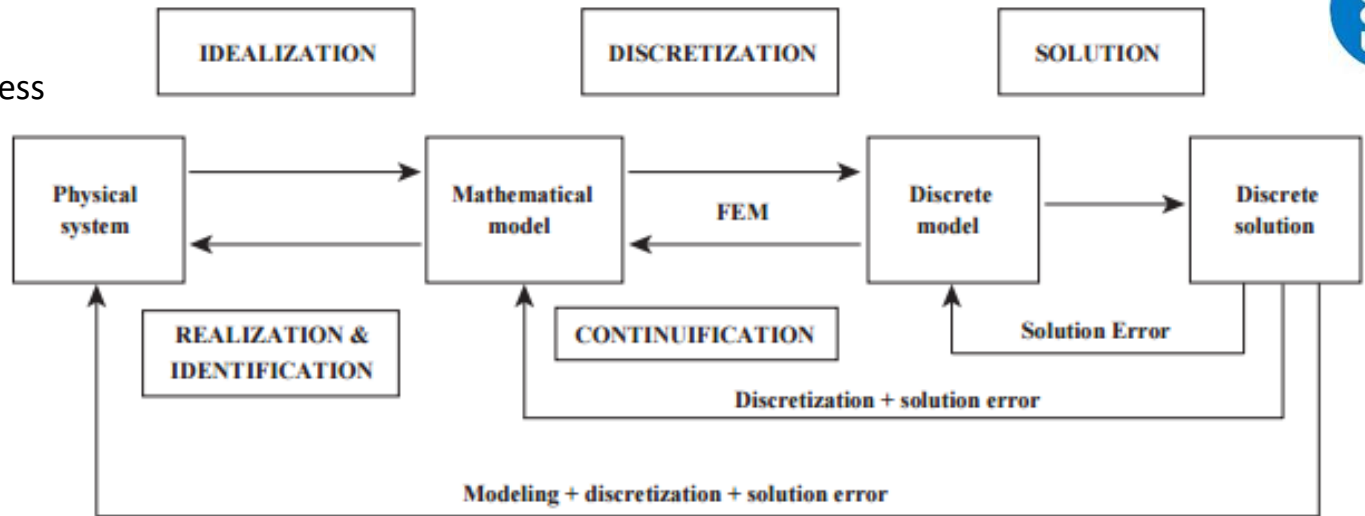 IDEALIZATION
DISCRETIZATION
SOLUTION
ess
Physical
system
Mathematical
model
FEM
Discrete
model
Discrete
solution
REALIZATION &
IDENTIFICATION
CONTINUIFICATION
Solution Error
Discretization + solution error
Modeling + discretization + solution error